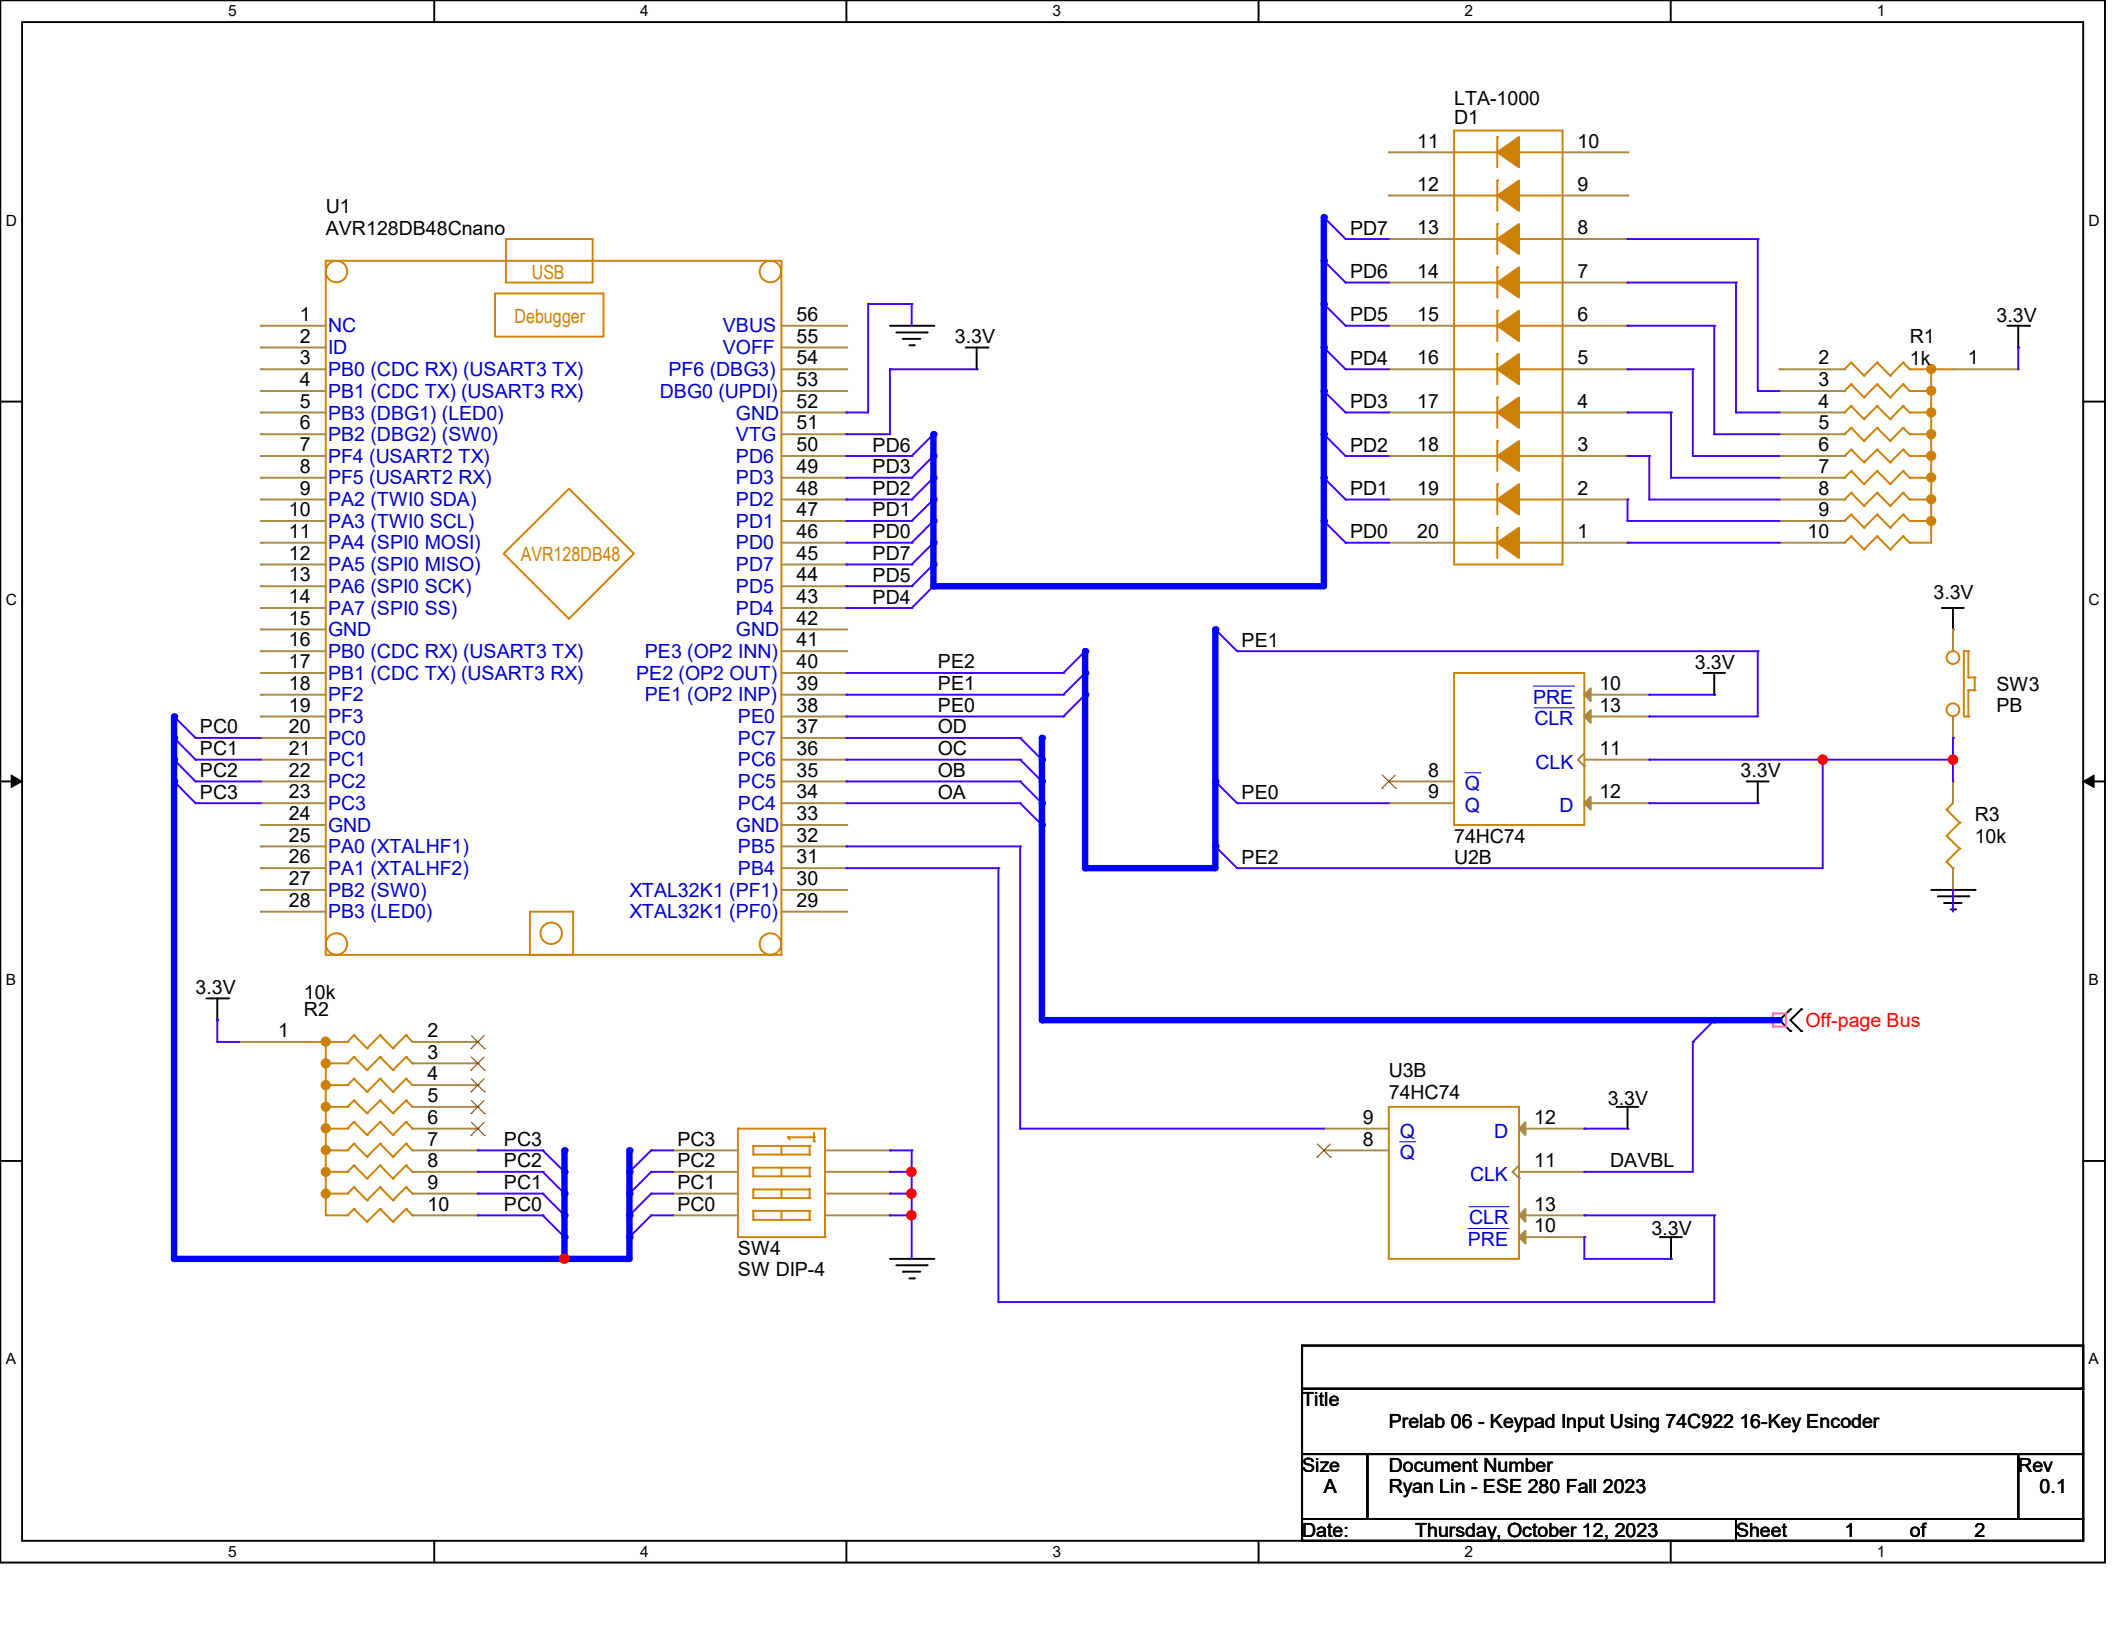 5 4 3 2 1
D
C
B
A
D
C
B
A
U1
AVR128DB48Cnano
USB
Debugger
AVR128DB48
1 NC
2 ID
3 PB0 (CDC RX) (USART3 TX)
4 PB1 (CDC TX) (USART3 RX)
5 PB3 (DBG1) (LED0)
6 PB2 (DBG2) (SW0)
7 PF4 (USART2 TX)
8 PF5 (USART2 RX)
9 PA2 (TWI0 SDA)
10 PA3 (TWI0 SCL)
11 PA4 (SPI0 MOSI)
12 PA5 (SPI0 MISO)
13 PA6 (SPI0 SCK)
14 PA7 (SPI0 SS)
15 GND
16 PB0 (CDC RX) (USART3 TX)
17 PB1 (CDC TX) (USART3 RX)
18 PF2
19 PF3
PC0 20 PC0
PC1 21 PC1
PC2 22 PC2
PC3 23 PC3
24 GND
25 PA0 (XTALHF1)
26 PA1 (XTALHF2)
27 PB2 (SW0)
28 PB3 (LED0)
VBUS 56
VOFF 55
PF6 (DBG3) 54
DBG0 (UPDI) 53
GND 52
VTG 51
3.3V
PD6 50 PD6
PD3 49 PD3
PD2 48 PD2
PD1 47 PD1
PD0 46 PD0
PD7 45 PD7
PD5 44 PD5
PD4 43 PD4
GND 42
PE3 (OP2 INN) 41
PE2 (OP2 OUT) 40 PE2
PE1 (OP2 INP) 39 PE1
PE0 38 PE0
PC7 37 OD
PC6 36 OC
PC5 35 OB
PC4 34 OA
GND 33
PB5 32
PB4 31
XTAL32K1 (PF1) 30
XTAL32K1 (PF0) 29
LTA-1000
D1
11 10
12 9
PD7 13 8
PD6 14 7
PD5 15 6
PD4 16 5
PD3 17 4
PD2 18 3
PD1 19 2
PD0 20 1
R1
1k
3.3V
1
2
3
4
5
6
7
8
9
10
PE1
3.3V
PRE 10
CLR 13
CLK 11
3.3V
8 Q
PE0 9 Q D 12
74HC74
U2B
PE2
3.3V
SW3
PB
R3
10k
3.3V
10k
R2
1
2
3
4
5
6
7 PC3
8 PC2
9 PC1
10 PC0
PC3
PC2
PC1
PC0
1
SW4
SW DIP-4
Off-page Bus
U3B
74HC74
9 Q D 12
3.3V
8 Q
CLK 11 DAVBL
CLR 13
PRE 10
3.3V
Title
Prelab 06 - Keypad Input Using 74C922 16-Key Encoder
Size
A
Document Number
Ryan Lin - ESE 280 Fall 2023
Rev
0.1
Date: Thursday, October 12, 2023 Sheet 1 of 2
5 4 3 2 1